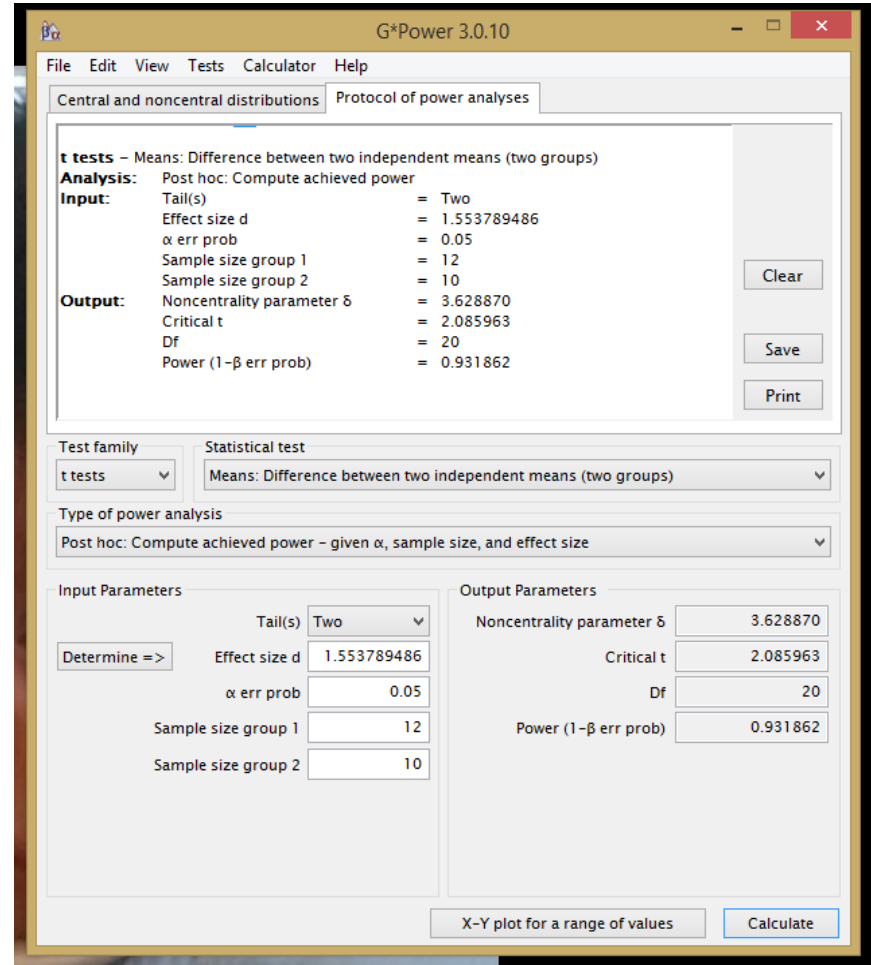 βα G*Power 3.0.10
File Edit View Tests Calculator Help
Central and noncentral distributions Protocol of power analyses
t tests – Means: Difference between two independent means (two groups)
Analysis: Post hoc: Compute achieved power
Input: Tail(s) = Two
Effect size d = 1.553789486
α err prob = 0.05
Sample size group 1 = 12
Sample size group 2 = 10
Output: Noncentrality parameter δ = 3.628870
Critical t = 2.085963
Df = 20
Power (1-β err prob) = 0.931862
Clear
Save
Print
Test family
t tests
Statistical test
Means: Difference between two independent means (two groups)
Type of power analysis
Post hoc: Compute achieved power – given α, sample size, and effect size
Input Parameters
Tail(s) Two
Determine => Effect size d 1.553789486
α err prob 0.05
Sample size group 1 12
Sample size group 2 10
Output Parameters
Noncentrality parameter δ 3.628870
Critical t 2.085963
Df 20
Power (1-β err prob) 0.931862
X-Y plot for a range of values Calculate